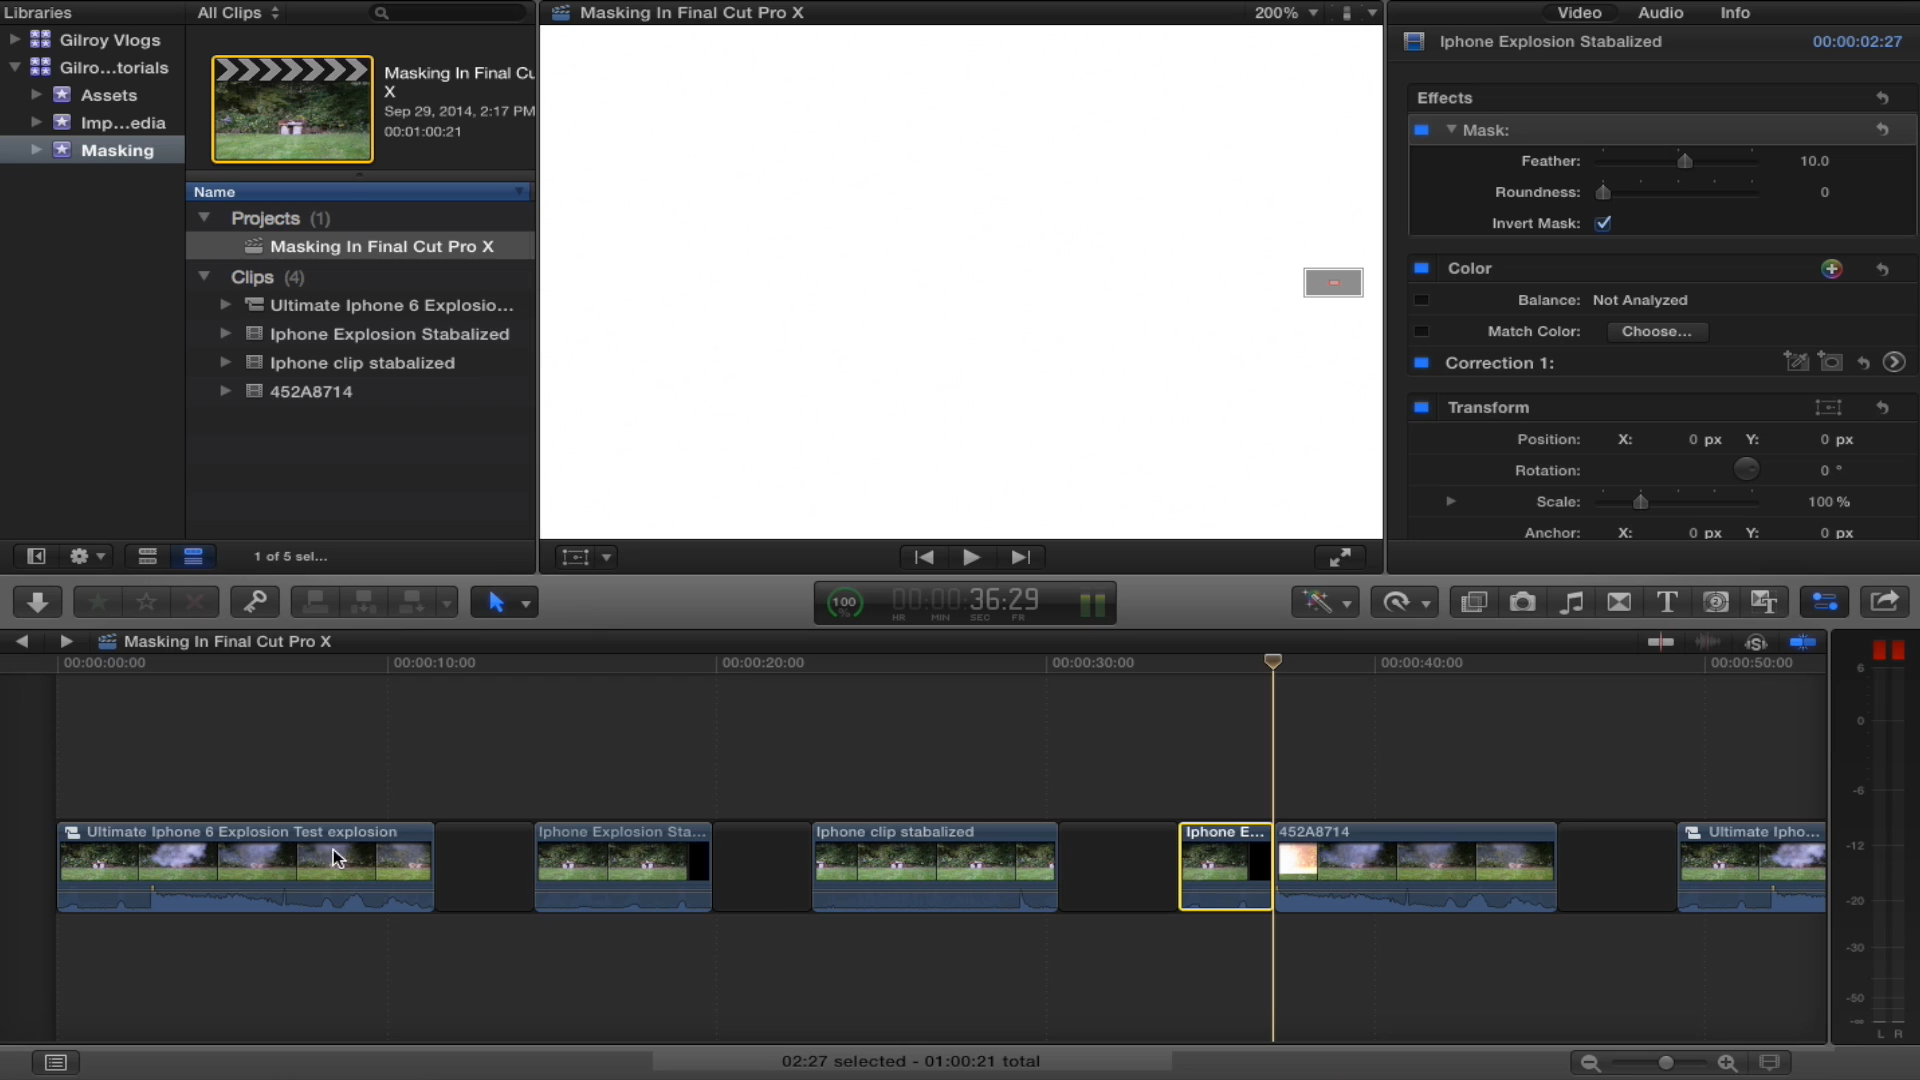 Libraries
All Clips
Masking In Final Cut Pro X
200%
Video
Audio
Info
Gilroy Vlogs
Gilro...torials
Assets
Imp...edia
Masking
Masking In Final Cu
X
Sep 29, 2014, 2:17 PM
00:01:00:21
Name
Projects (1)
Masking In Final Cut Pro X
Clips (4)
Ultimate Iphone 6 Explosio...
Iphone Explosion Stabalized
Iphone clip stabalized
452A8714
1 of 5 sel...
Iphone Explosion Stabalized
00:00:02:27
Effects
Mask:
Feather: 10.0
Roundness: 0
Invert Mask:
Color
Balance: Not Analyzed
Match Color: Choose...
Correction 1:
Transform
Position: X: 0 px Y: 0 px
Rotation: 0 °
Scale: 100 %
Anchor: X: 0 px Y: 0 px
100
%
00:00:36:29
HR MIN SEC FR
Masking In Final Cut Pro X
00:00:00:00
00:00:10:00
00:00:20:00
00:00:30:00
00:00:40:00
00:00:50:00
Ultimate Iphone 6 Explosion Test explosion
Iphone Explosion Sta...
Iphone clip stabalized
Iphone E...
452A8714
Ultimate Ipho...
6
0
-6
-12
-20
-30
-50
-∞
L R
02:27 selected - 01:00:21 total